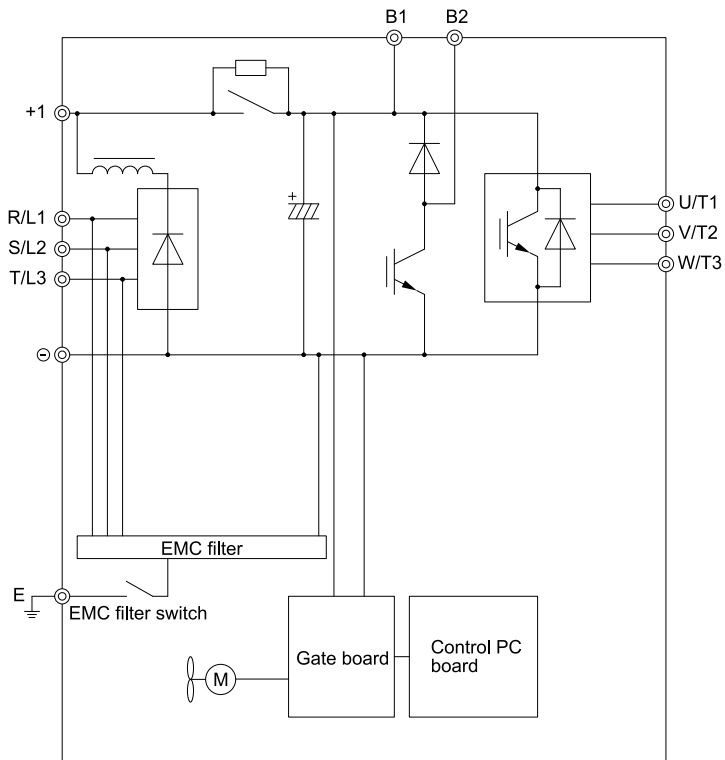 B1
B2
+1
+
R/L1
S/L2
T/L3
U/T1
V/T2
W/T3
⊖
EMC filter
E
EMC filter switch
Gate board
Control PC
board
M